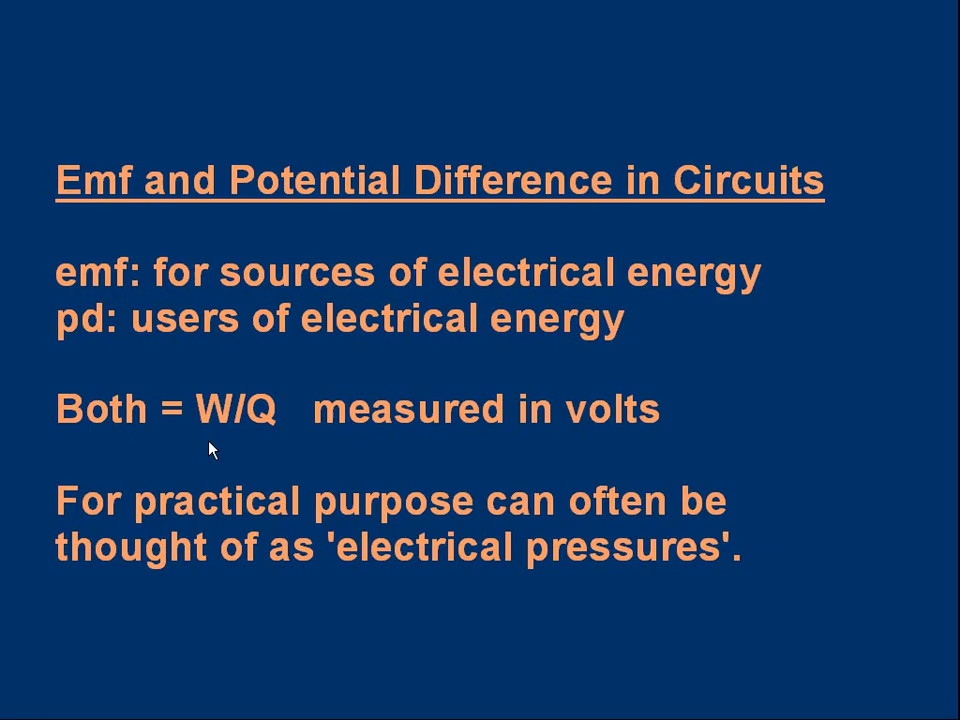 Emf and Potential Difference in Circuits
emf: for sources of electrical energy
pd: users of electrical energy
Both = W/Q measured in volts
For practical purpose can often be
thought of as 'electrical pressures'.